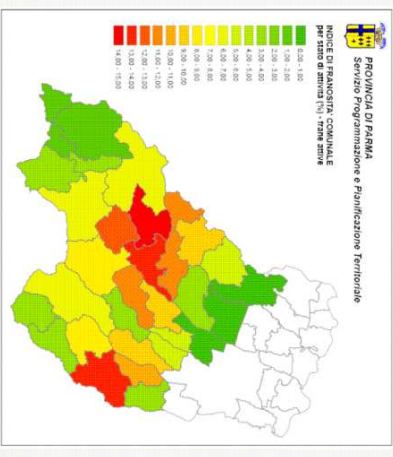 PROVINCIA DI PARMA
Servizio Programmazione e Pianificazione Territoriale
INDICE DI FRANOSITA' COMUNALE
per stato di attività (%) - frane attive
0,00 - 1,00
1,00 - 2,00
2,00 - 3,00
3,00 - 4,00
4,00 - 5,00
5,00 - 6,00
6,00 - 7,00
7,00 - 8,00
8,00 - 9,00
9,00 - 10,00
10,00 - 11,00
11,00 - 12,00
12,00 - 13,00
13,00 - 14,00
14,00 - 15,00